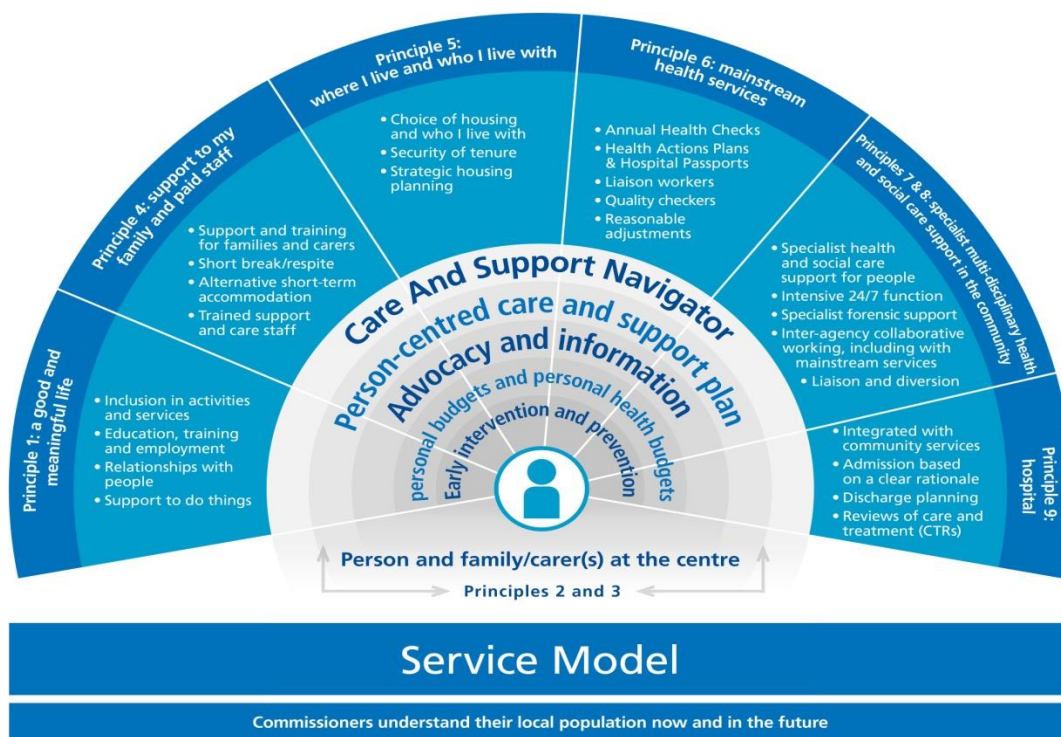 Principle 1: a good and
meaningful life
• Inclusion in activities
and services
• Education, training
and employment
• Relationships with
people
• Support to do things
Principle 4: support to my
family and paid staff
• Support and training
for families and carers
• Short break/respite
• Alternative short-term
accommodation
• Trained support
and care staff
Principle 5:
where I live and who I live with
• Choice of housing
and who I live with
• Security of tenure
• Strategic housing
planning
Principle 6: mainstream
health services
• Annual Health Checks
• Health Actions Plans
& Hospital Passports
• Liaison workers
• Quality checkers
• Reasonable
adjustments
Principles 7 & 8: specialist multi-disciplinary health
and social care support in the community
• Specialist health
and social care
support for people
• Intensive 24/7 function
• Specialist forensic support
• Inter-agency collaborative
working, including with
mainstream services
• Liaison and diversion
Principle 9:
hospital
• Integrated with
community services
• Admission based
on a clear rationale
• Discharge planning
• Reviews of care and
treatment (CTRs)
Care And Support Navigator
Person-centred care and support plan
Advocacy and information
personal budgets and personal health budgets
Early intervention and prevention
Person and family/carer(s) at the centre
Principles 2 and 3
Service Model
Commissioners understand their local population now and in the future